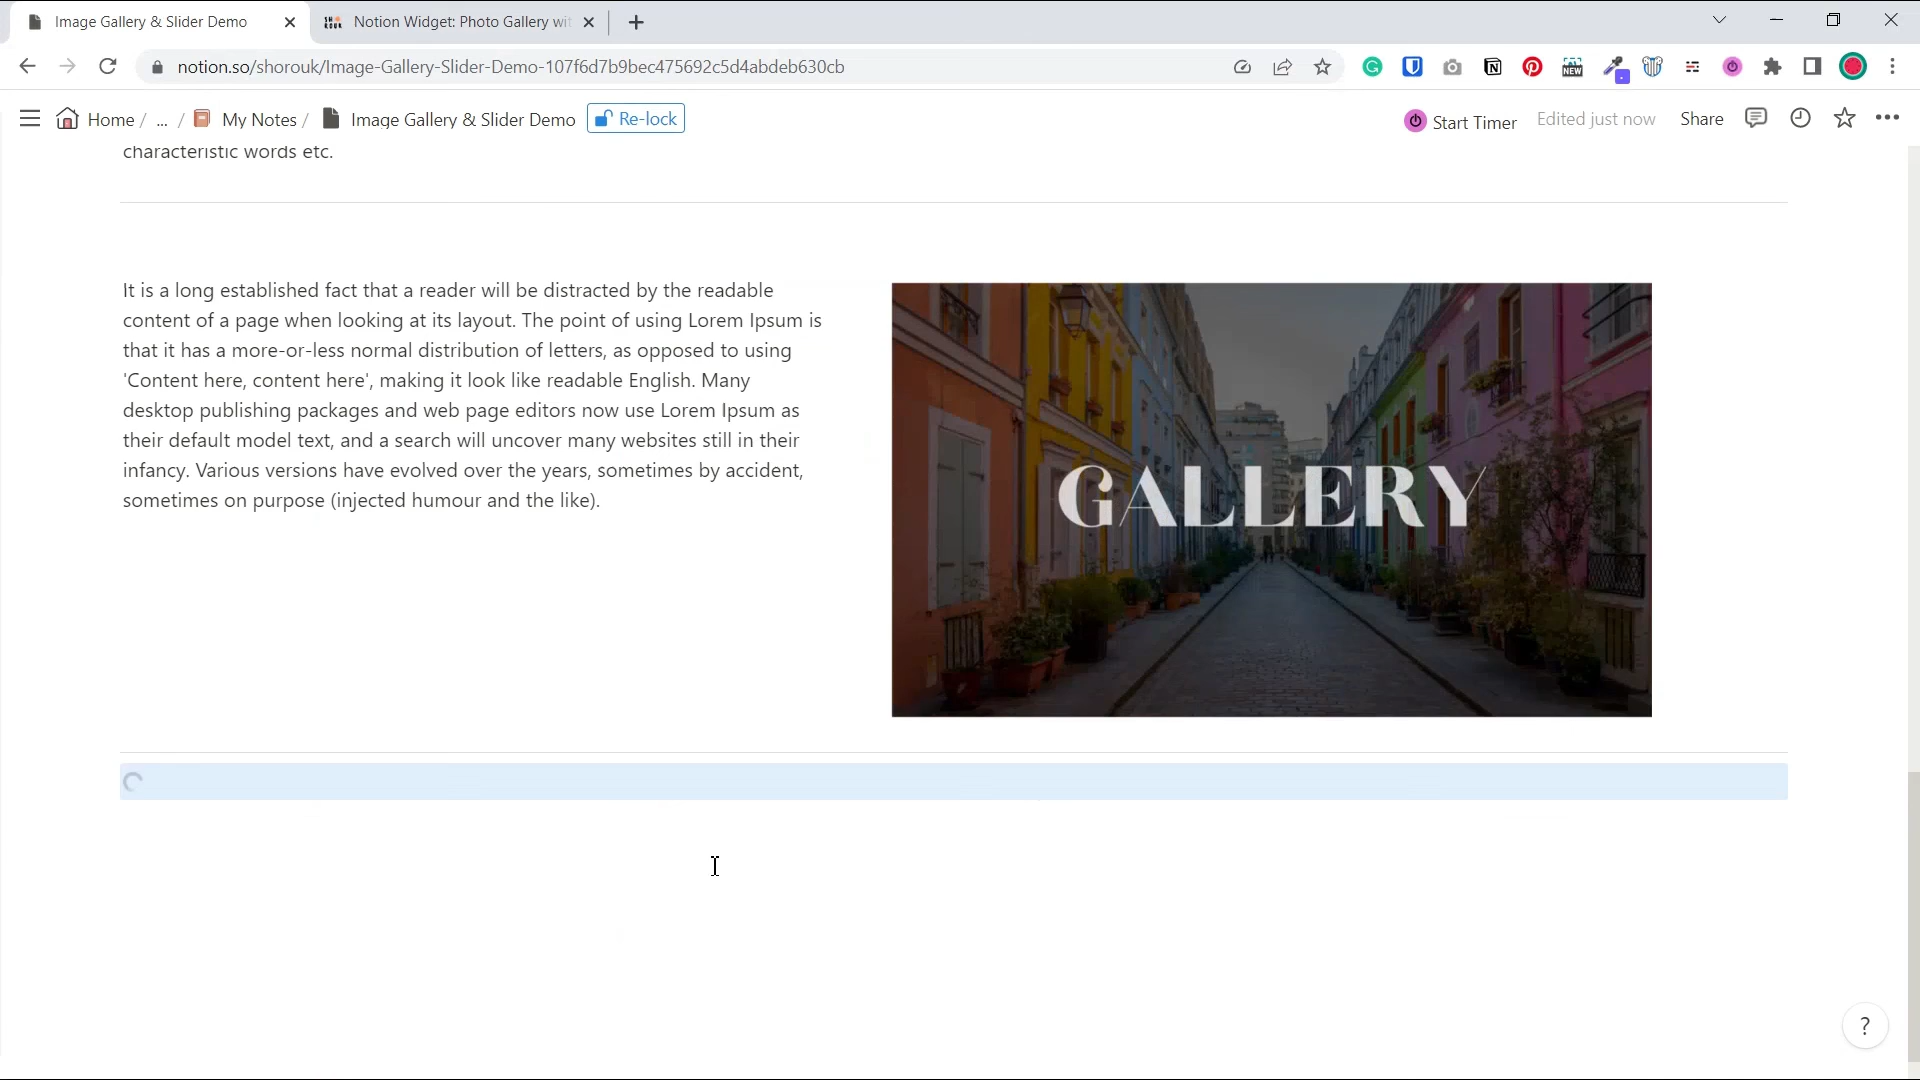 Image Gallery & Slider Demo
Notion Widget: Photo Gallery wit
notion.so/shorouk/Image-Gallery-Slider-Demo-107f6d7b9bec475692c5d4abdeb630cb
NEW
Home / ... / My Notes / Image Gallery & Slider Demo Re-lock
Start Timer Edited just now Share
characteristic words etc.
It is a long established fact that a reader will be distracted by the readable
content of a page when looking at its layout. The point of using Lorem Ipsum is
that it has a more-or-less normal distribution of letters, as opposed to using
'Content here, content here', making it look like readable English. Many
desktop publishing packages and web page editors now use Lorem Ipsum as
their default model text, and a search will uncover many websites still in their
infancy. Various versions have evolved over the years, sometimes by accident,
sometimes on purpose (injected humour and the like).
GALLERY
?